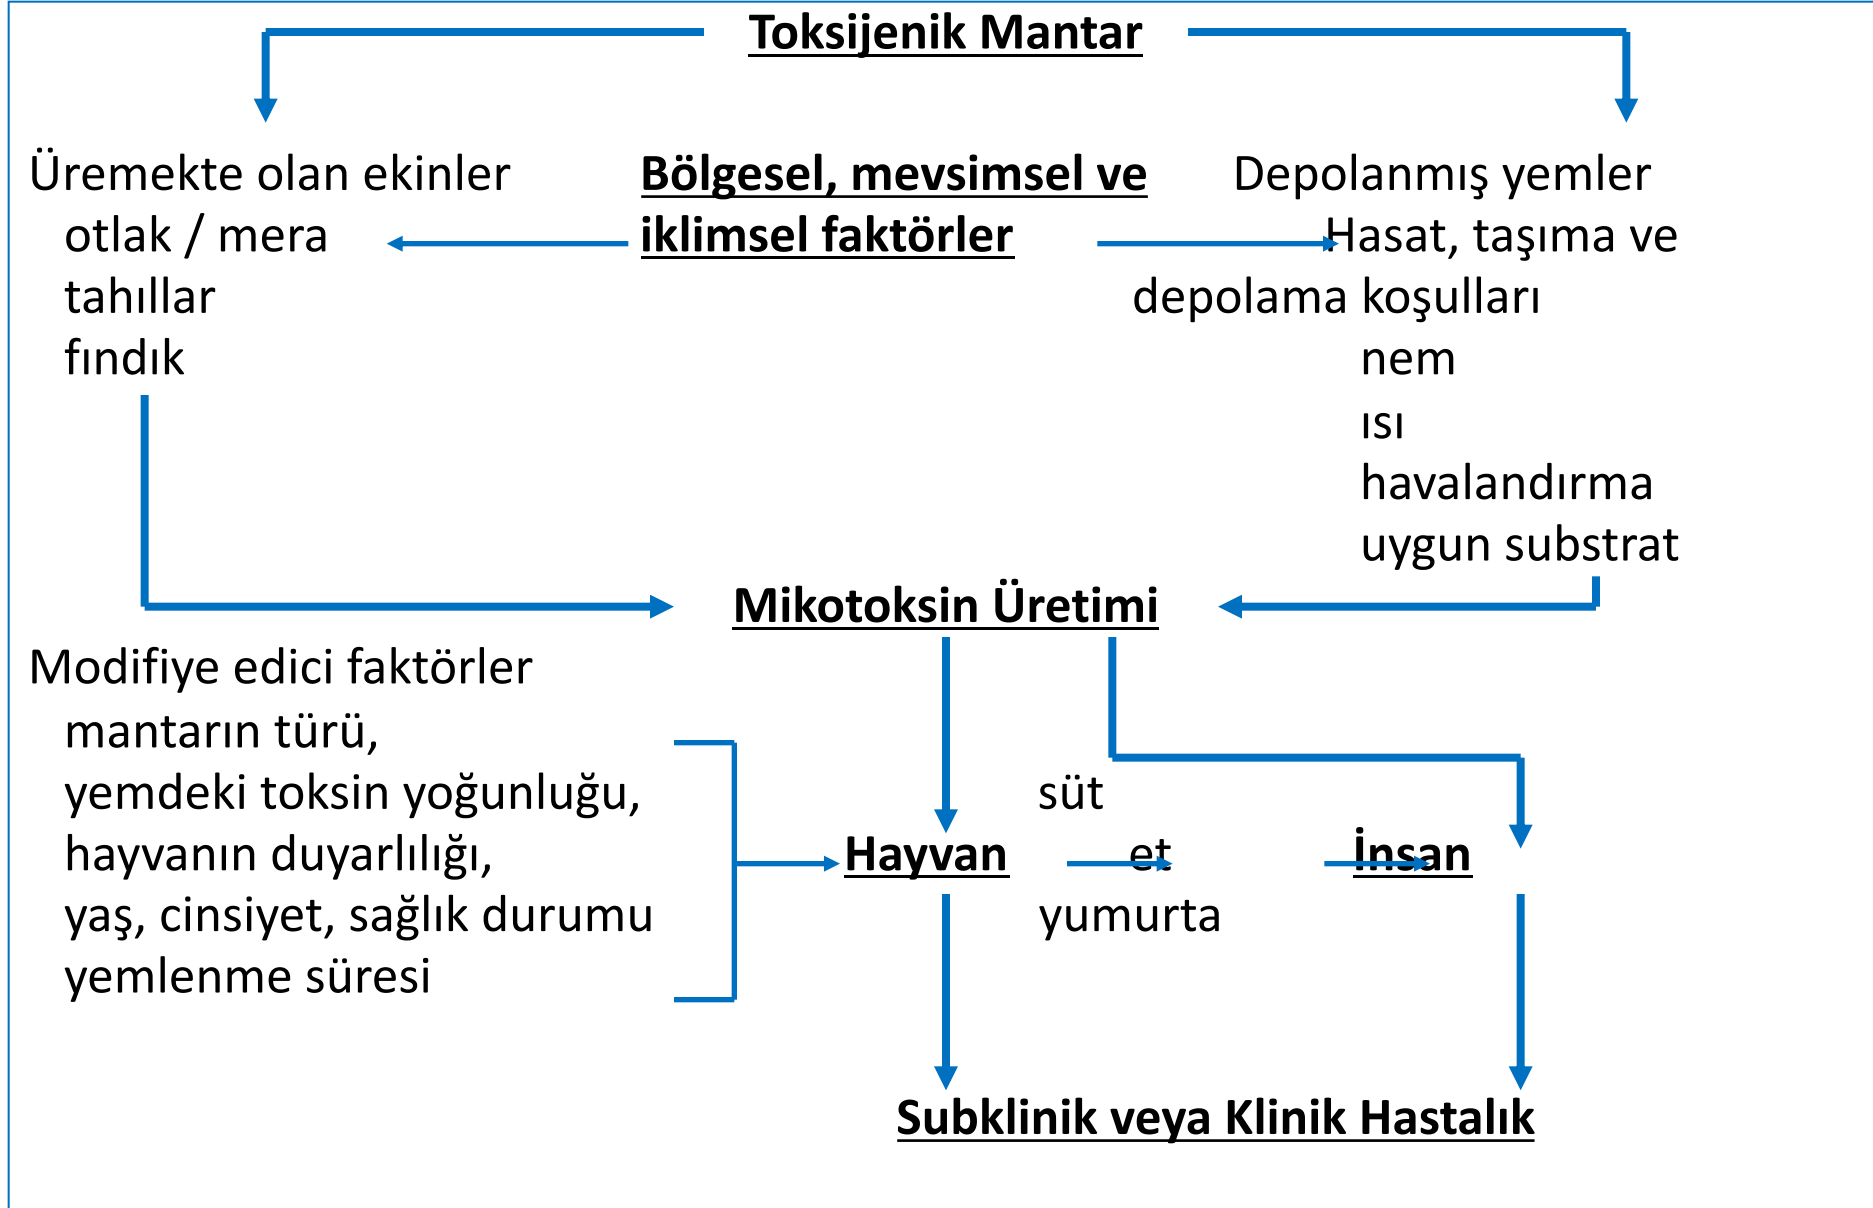 Toksijenik Mantar
Üremekte olan ekinler
otlak / mera
tahıllar
fındık
Bölgesel, mevsimsel ve
iklimsel faktörler
Depolanmış yemler
Hasat, taşıma ve
depolama koşulları
nem
ısı
havalandırma
uygun substrat
Mikotoksin Üretimi
Modifiye edici faktörler
mantarın türü,
yemdeki toksin yoğunluğu,
hayvanın duyarlılığı,
yaş, cinsiyet, sağlık durumu
yemlenme süresi
Hayvan
süt
et
yumurta
İnsan
Subklinik veya Klinik Hastalık